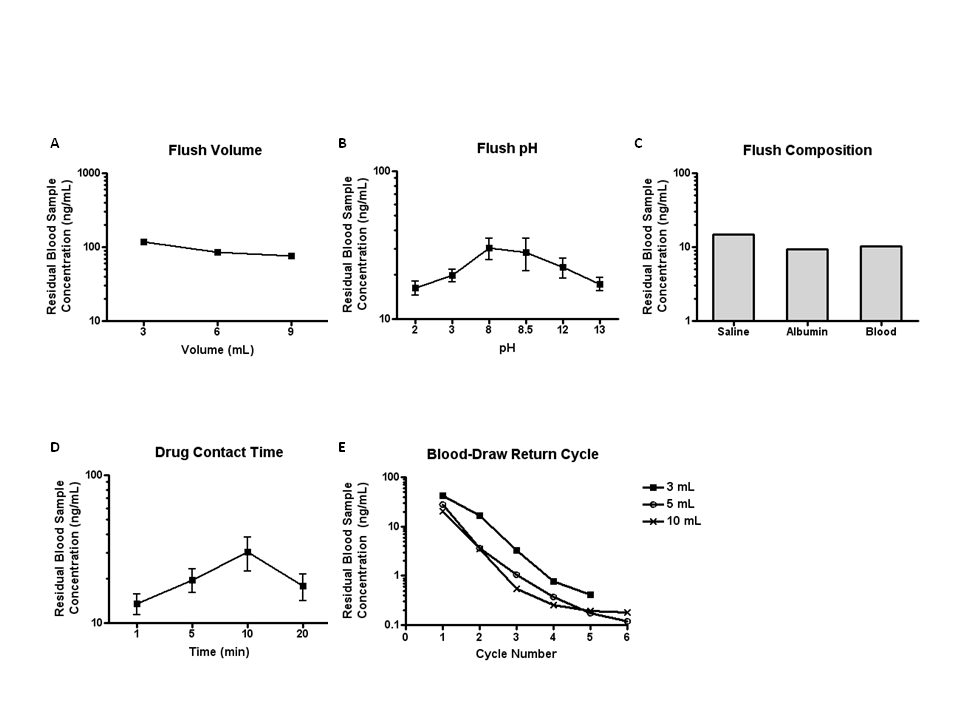 A
Flush Volume
Residual Blood Sample
Concentration (ng/mL)
1000
100
10
3 6 9
Volume (mL)
B
Flush pH
Residual Blood Sample
Concentration (ng/mL)
100
10
2 3 8 8.5 12 13
pH
C
Flush Composition
Residual Blood Sample
Concentration (ng/mL)
100
10
1
Saline Albumin Blood
D
Drug Contact Time
Residual Blood Sample
Concentration (ng/mL)
100
10
1 5 10 20
Time (min)
E
Blood-Draw Return Cycle
Residual Blood Sample
Concentration (ng/mL)
100
10
1
0.1
0 1 2 3 4 5 6
Cycle Number
3 mL
5 mL
10 mL